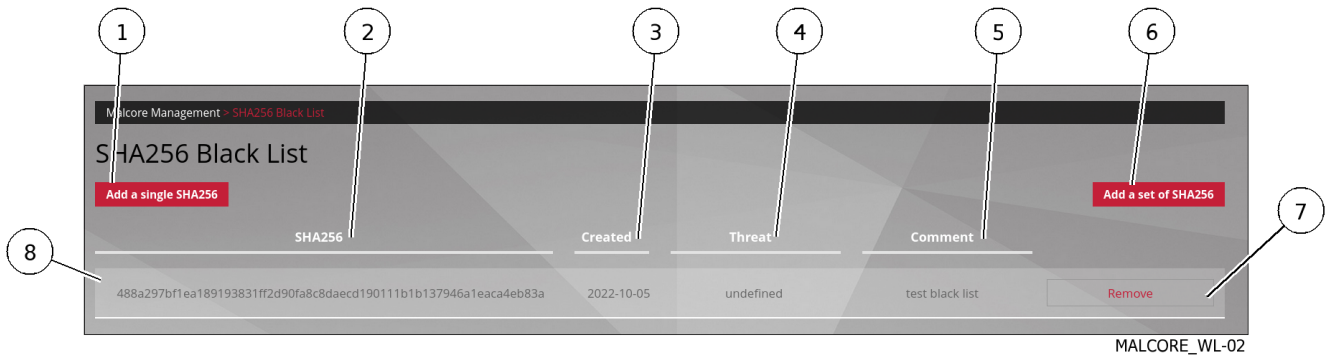 1 2 3 4 5 6
Malcore Management > SHA256 Black List
SHA256 Black List
Add a single SHA256 Add a set of SHA256
7
SHA256 Created Threat Comment
8
488a297bf1ea189193831ff2d90fa8c8daecd190111b1b137946a1eaca4eb83a 2022-10-05 undefined test black list Remove
MALCORE_WL-02